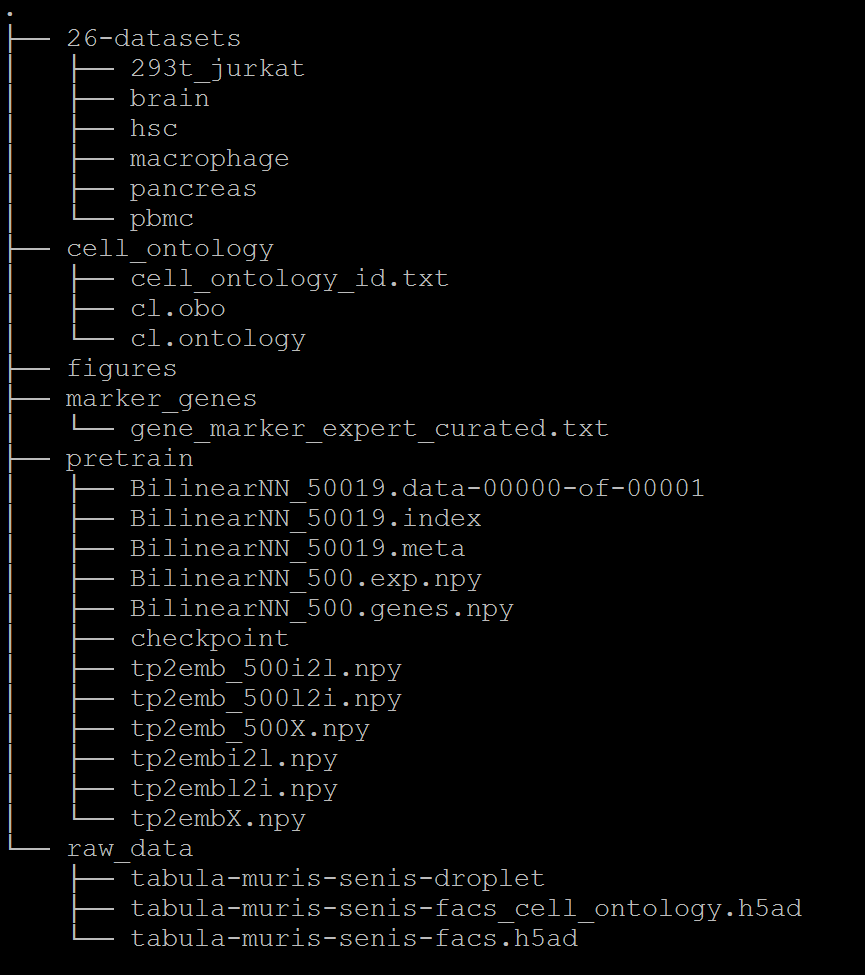 .
├── 26-datasets
│   ├── 293t_jurkat
│   ├── brain
│   ├── hsc
│   ├── macrophage
│   ├── pancreas
│   └── pbmc
├── cell_ontology
│   ├── cell_ontology_id.txt
│   ├── cl.obo
│   └── cl.ontology
├── figures
├── marker_genes
│   └── gene_marker_expert_curated.txt
├── pretrain
│   ├── BilinearNN_50019.data-00000-of-00001
│   ├── BilinearNN_50019.index
│   ├── BilinearNN_50019.meta
│   ├── BilinearNN_500.exp.npy
│   ├── BilinearNN_500.genes.npy
│   ├── checkpoint
│   ├── tp2emb_500i2l.npy
│   ├── tp2emb_500l2i.npy
│   ├── tp2emb_500X.npy
│   ├── tp2embi2l.npy
│   ├── tp2embl2i.npy
│   └── tp2embX.npy
└── raw_data
    ├── tabula-muris-senis-droplet
    ├── tabula-muris-senis-facs_cell_ontology.h5ad
    └── tabula-muris-senis-facs.h5ad